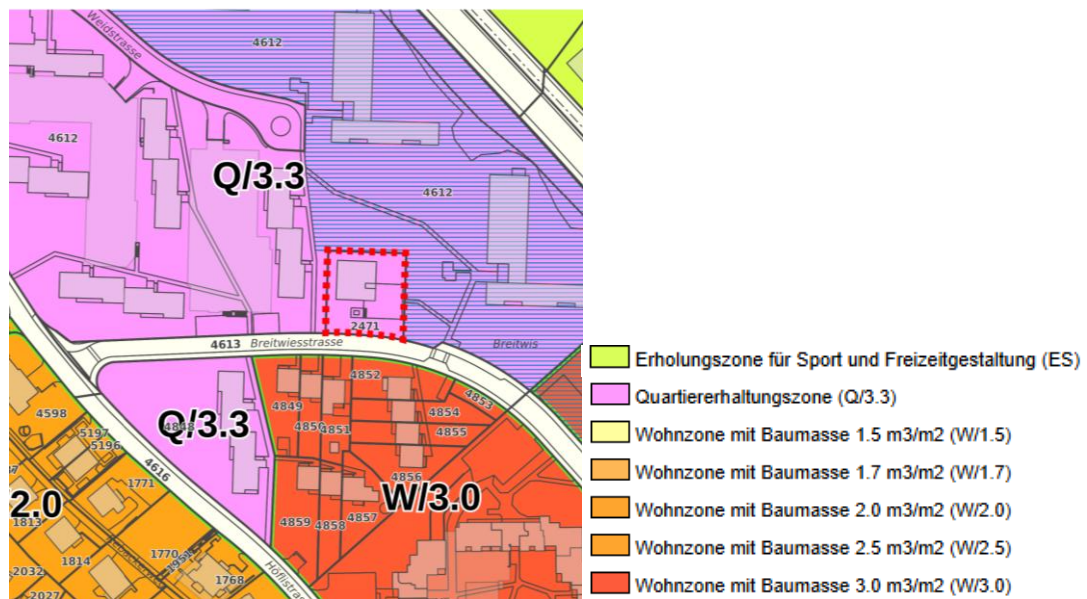 Weidstrasse
4612
4612
Q/3.3
4612
2471
4613 Breitwiesstrasse
Breitwis
4852
4853
4849
4854
4598
Q/3.3
4848
4850
4851
4855
5197
5196
4616
4856
1771
W/3.0
2.0
1813
4859
4858
4857
1814
1770
1951
2032
1768
Höflistras
2027
Erholungszone für Sport und Freizeitgestaltung (ES)
Quartiererhaltungszone (Q/3.3)
Wohnzone mit Baumasse 1.5 m3/m2 (W/1.5)
Wohnzone mit Baumasse 1.7 m3/m2 (W/1.7)
Wohnzone mit Baumasse 2.0 m3/m2 (W/2.0)
Wohnzone mit Baumasse 2.5 m3/m2 (W/2.5)
Wohnzone mit Baumasse 3.0 m3/m2 (W/3.0)